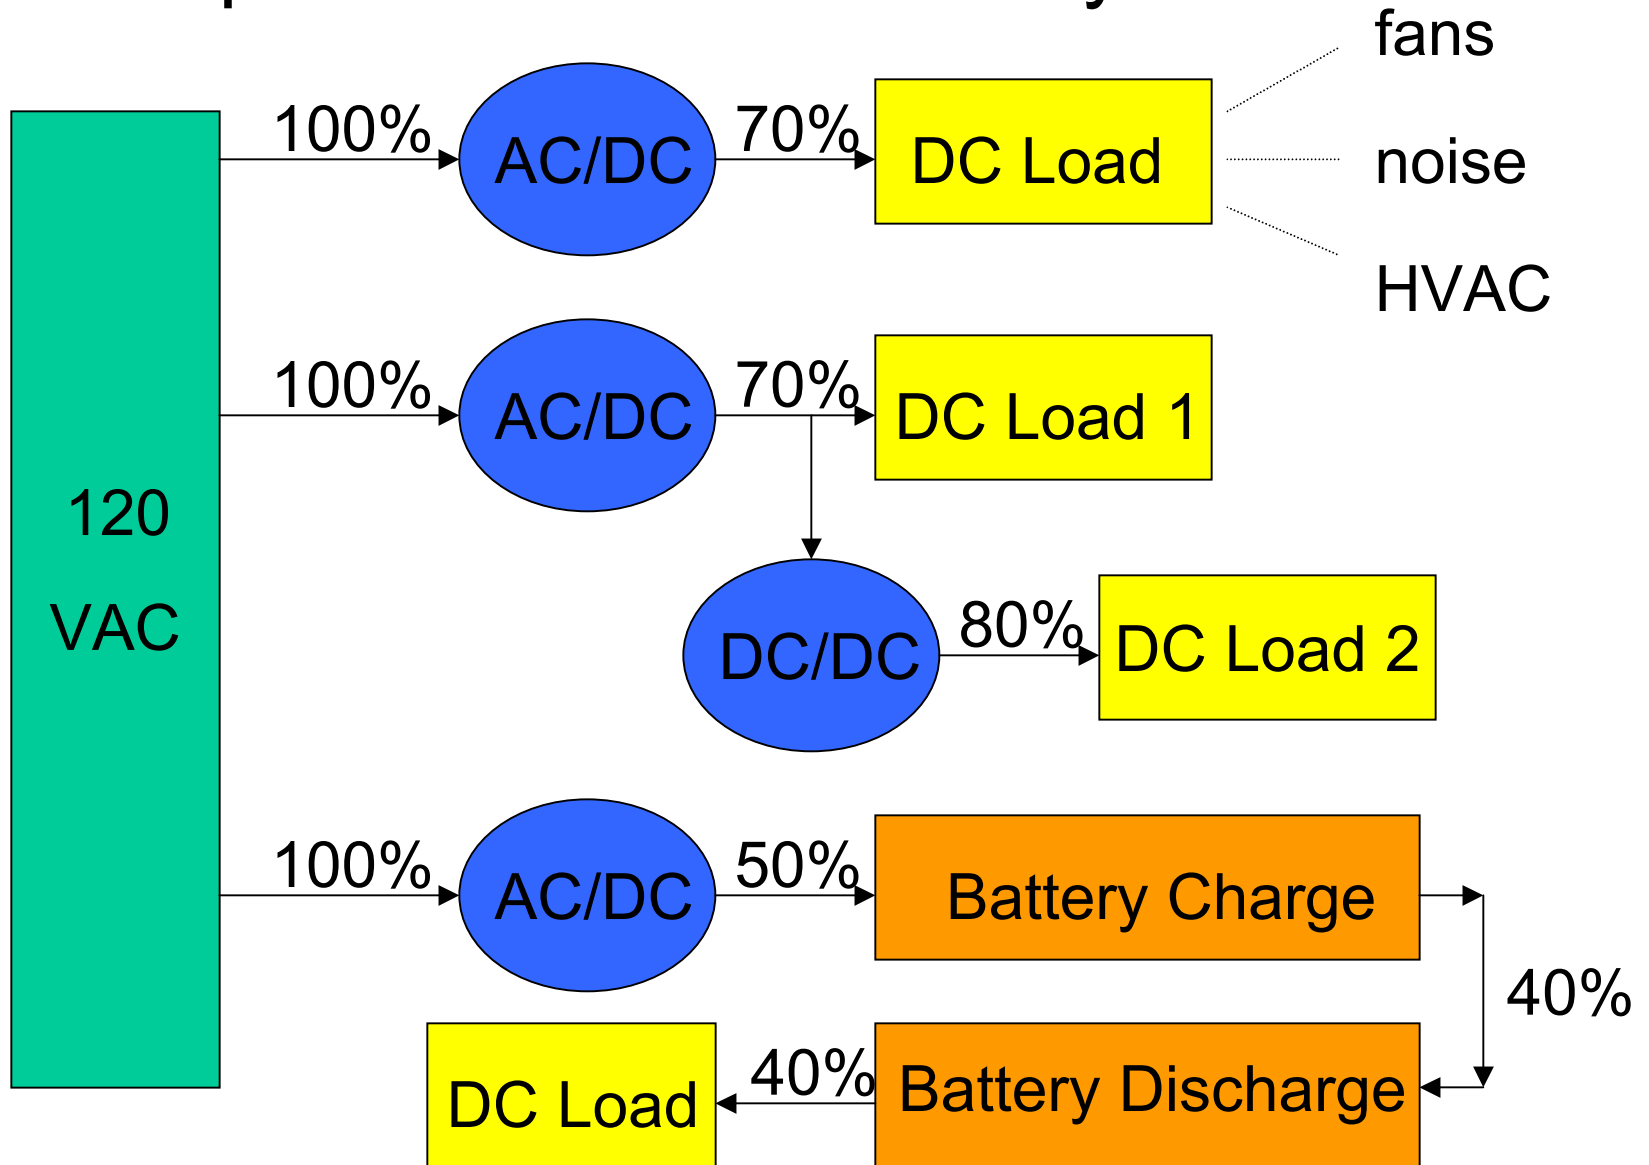 fans
100%
AC/DC
70%
DC Load
noise
HVAC
100%
AC/DC
70%
DC Load 1
120
VAC
DC/DC
80%
DC Load 2
100%
AC/DC
50%
Battery Charge
40%
DC Load
40%
Battery Discharge